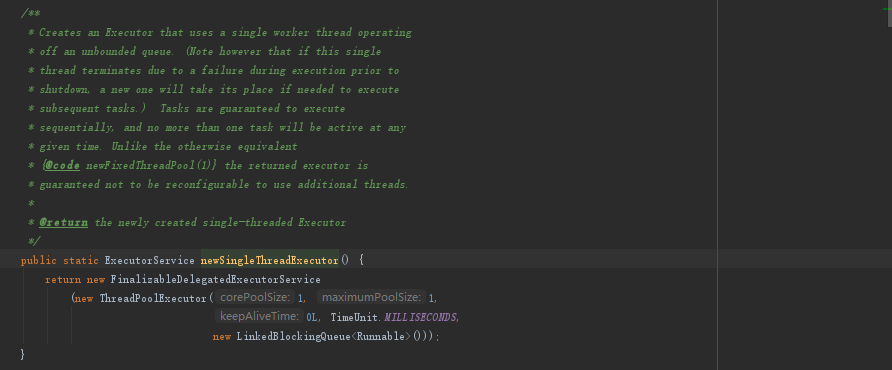 /**
 * Creates an Executor that uses a single worker thread operating
 * off an unbounded queue. (Note however that if this single
 * thread terminates due to a failure during execution prior to
 * shutdown, a new one will take its place if needed to execute
 * subsequent tasks.)  Tasks are guaranteed to execute
 * sequentially, and no more than one task will be active at any
 * given time. Unlike the otherwise equivalent
 * {@code newFixedThreadPool(1)} the returned executor is
 * guaranteed not to be reconfigurable to use additional threads.
 *
 * @return the newly created single-threaded Executor
 */
public static ExecutorService newSingleThreadExecutor() {
    return new FinalizableDelegatedExecutorService
        (new ThreadPoolExecutor( corePoolSize: 1, maximumPoolSize: 1,
                                keepAliveTime: 0L, TimeUnit.MILLISECONDS,
                                new LinkedBlockingQueue<Runnable>()));
}